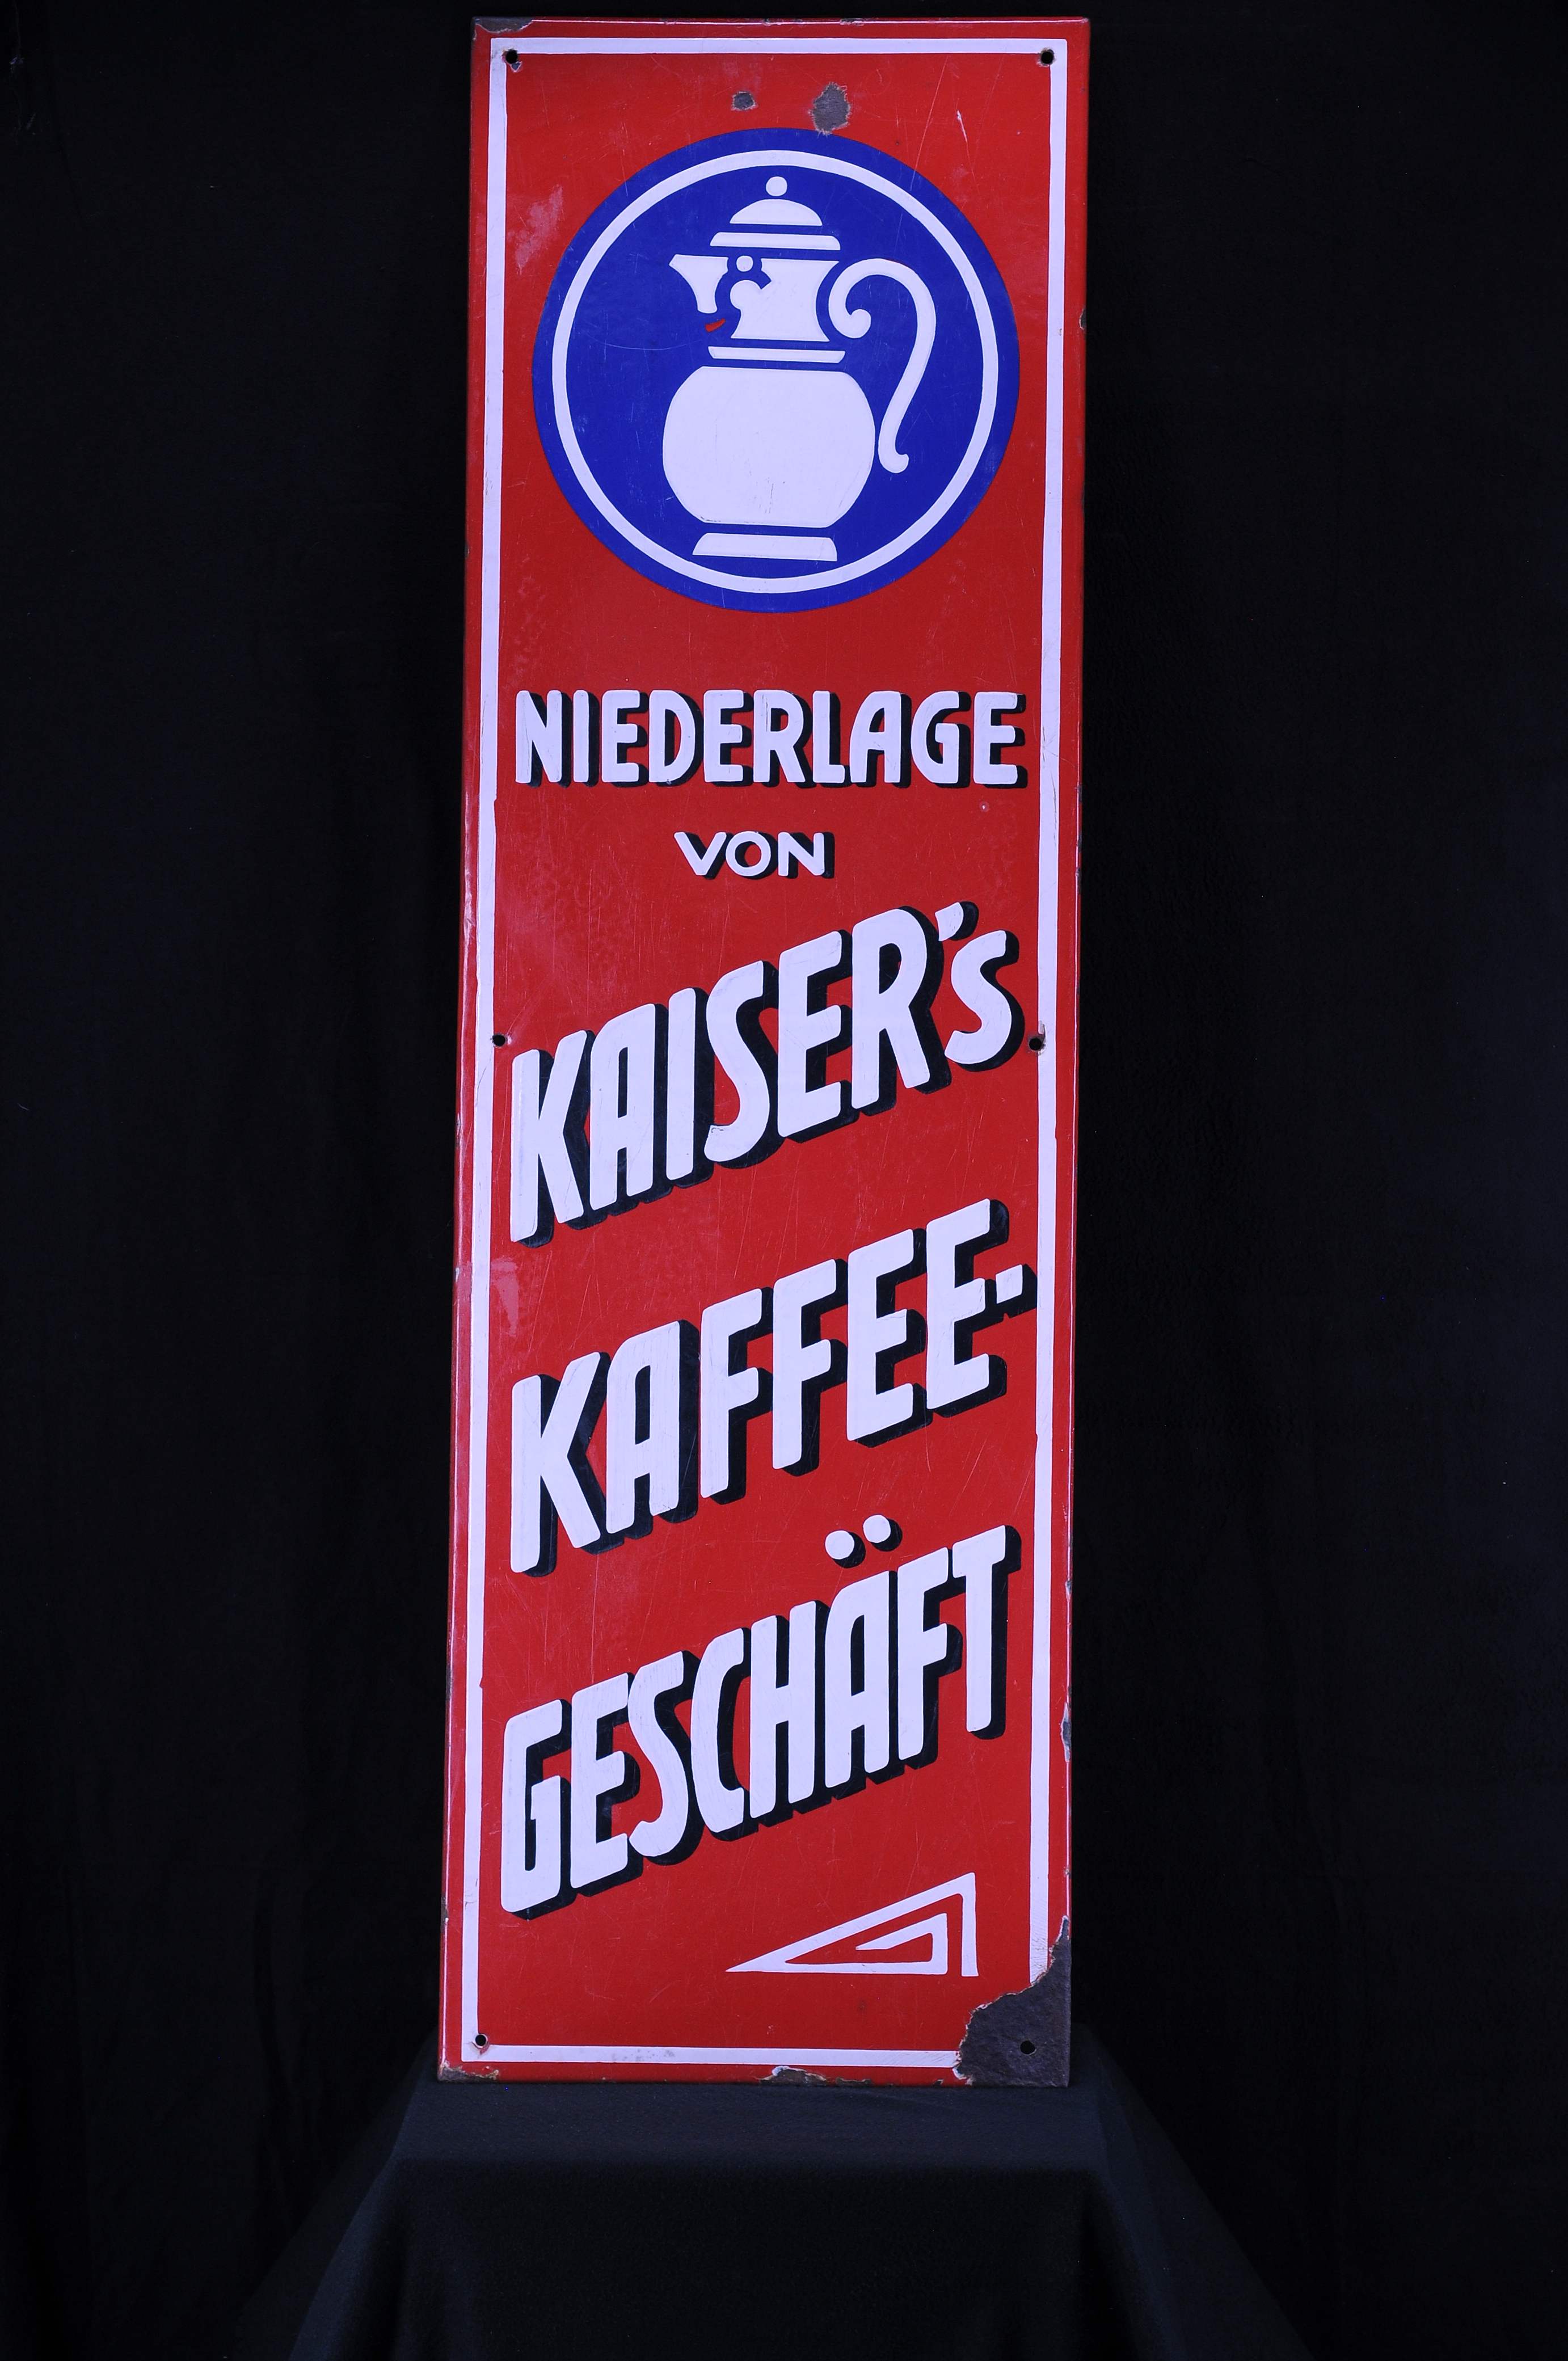 NIEDERLAGE
VON
KAISER's
KAFFEE-
GESCHÄFT